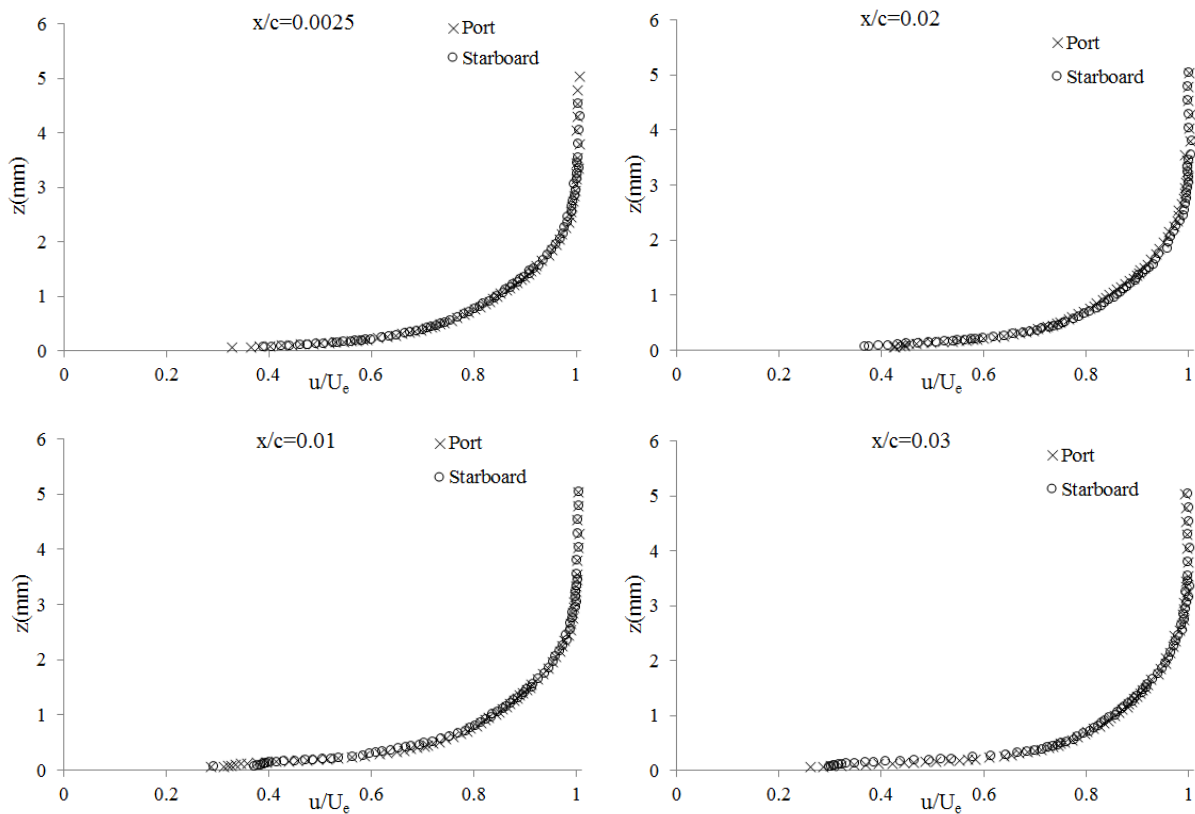 x/c=0.0025
Port
Starboard
6
5
4
3
2
1
0
z(mm)
0
0.2
0.4
0.6
0.8
1
u/Ue
x/c=0.02
Port
Starboard
6
5
4
3
2
1
0
z(mm)
0
0.2
0.4
0.6
0.8
1
u/Ue
x/c=0.01
Port
Starboard
6
5
4
3
2
1
0
z(mm)
0
0.2
0.4
0.6
0.8
1
u/Ue
x/c=0.03
Port
Starboard
6
5
4
3
2
1
0
z(mm)
0
0.2
0.4
0.6
0.8
1
u/Ue